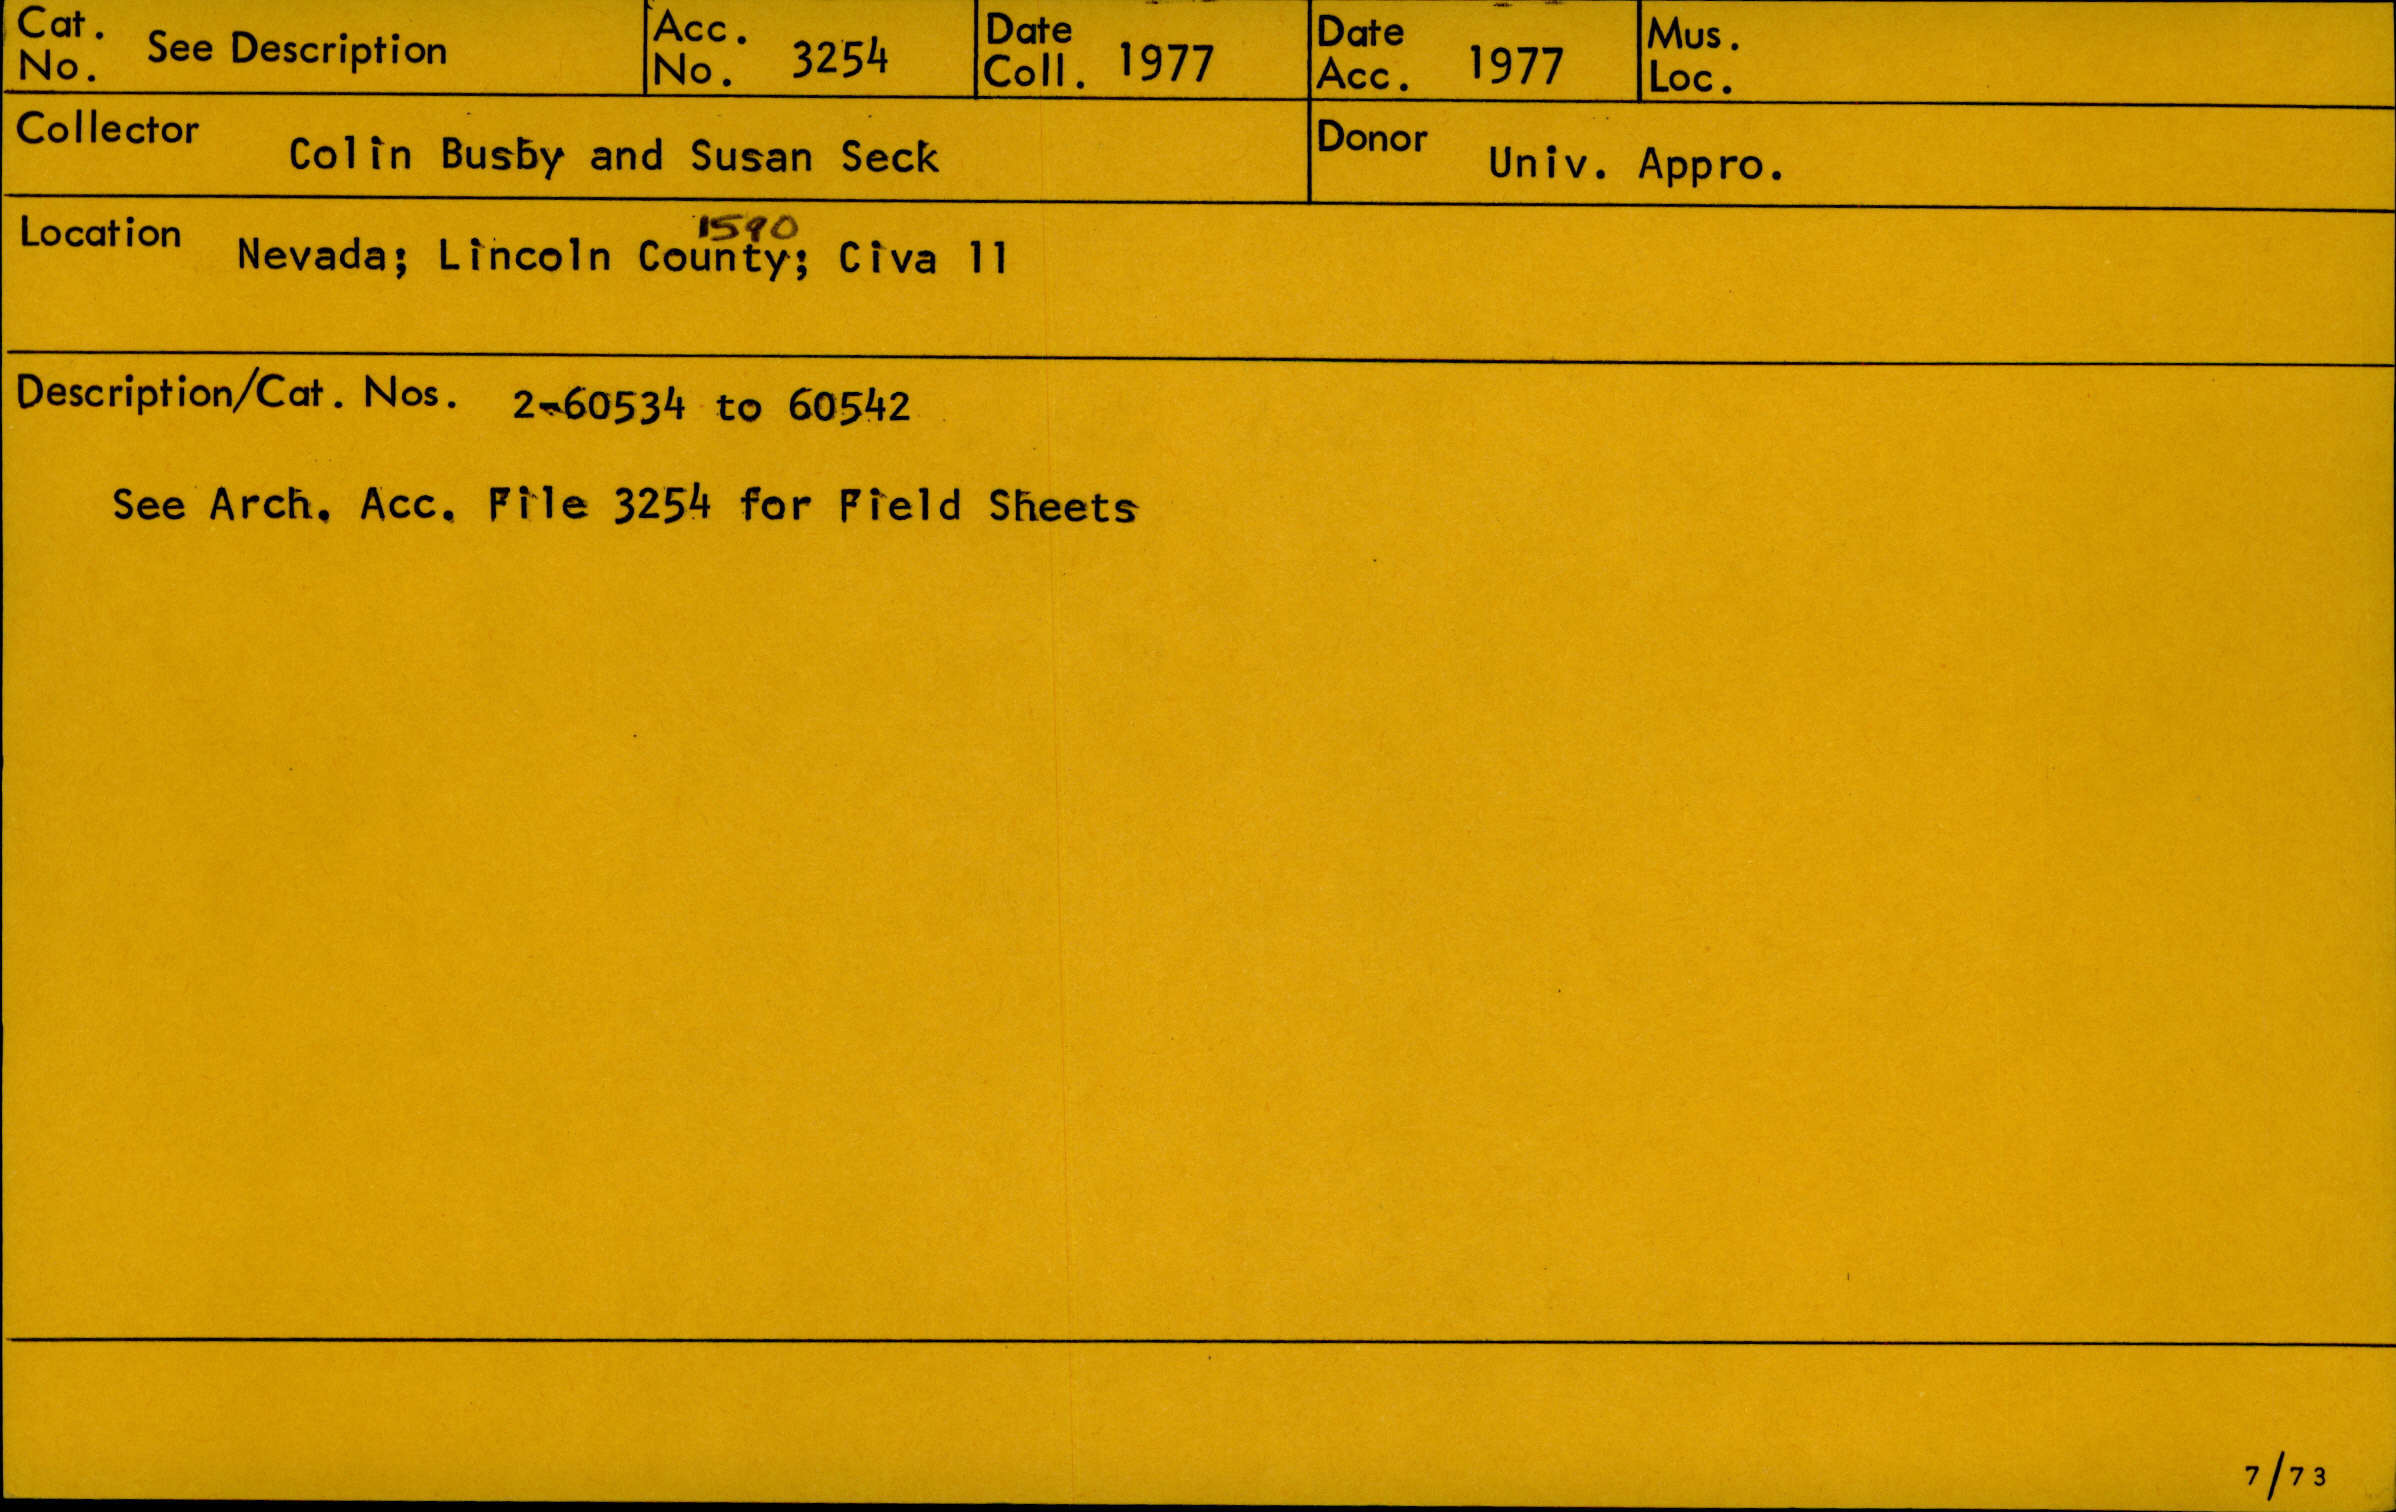 Cat. No. See Description Acc. No. 3254 Date Coll. 1977 Date Acc. 1977 Mus. Loc.
Collector Colin Busby and Susan Seck Donor Univ. Appro.
1590
Location Nevada; Lincoln County; Civa 11
Description/Cat. Nos. 2-60534 to 60542
See Arch. Acc. File 3254 for Field Sheets
7/73